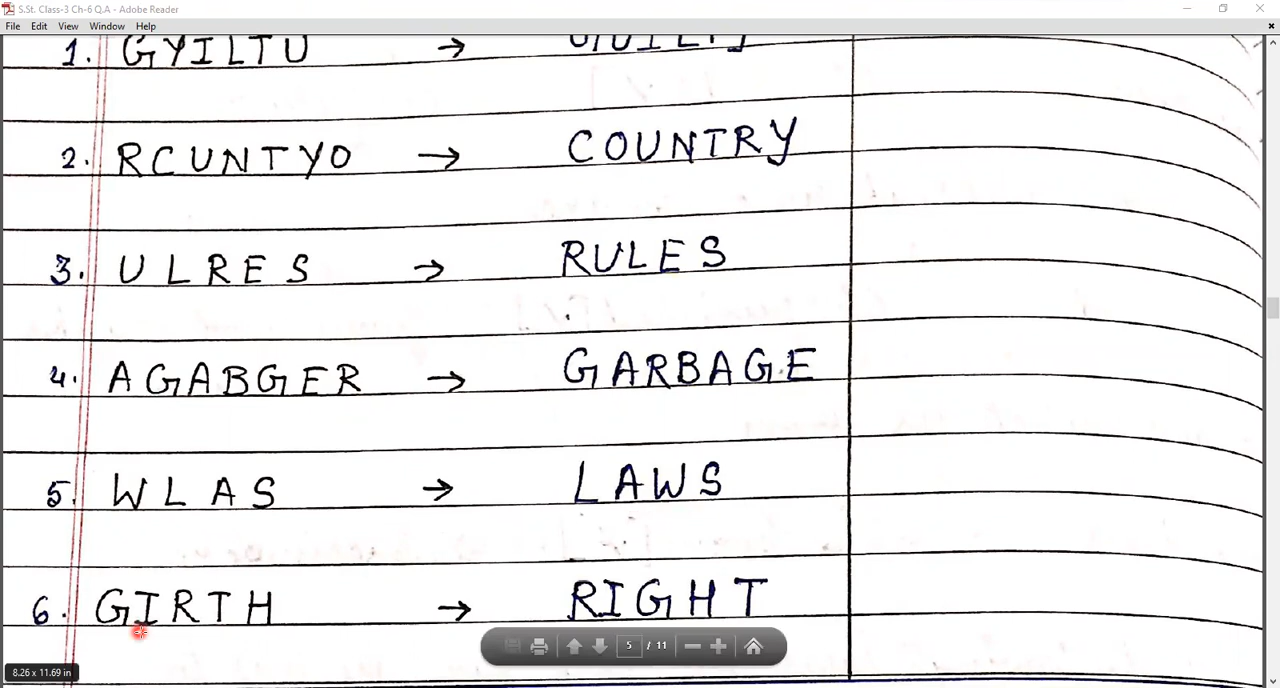 S.St. Class-3 Ch-6 Q.A - Adobe Reader
File Edit View Window Help
1. GYILTU → GUILTY
2. RCUNTYO → COUNTRY
3. ULRES → RULES
4. AGABGER → GARBAGE
5. WLAS → LAWS
6. GIRTH → RIGHT
5 / 11
8.26 x 11.69 in